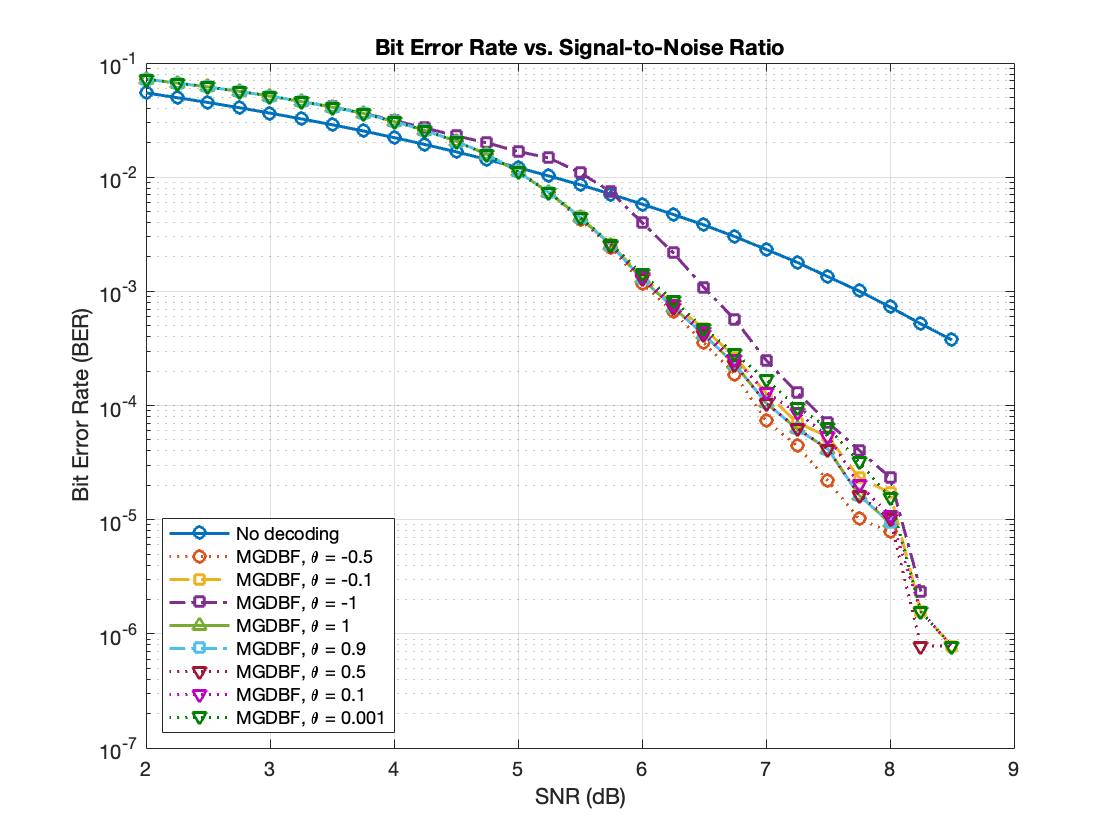 Bit Error Rate vs. Signal-to-Noise Ratio
Bit Error Rate (BER)
10^-1
10^-2
10^-3
10^-4
10^-5
10^-6
10^-7
No decoding
MGDBF, θ = -0.5
MGDBF, θ = -0.1
MGDBF, θ = -1
MGDBF, θ = 1
MGDBF, θ = 0.9
MGDBF, θ = 0.5
MGDBF, θ = 0.1
MGDBF, θ = 0.001
2 3 4 5 6 7 8 9
SNR (dB)